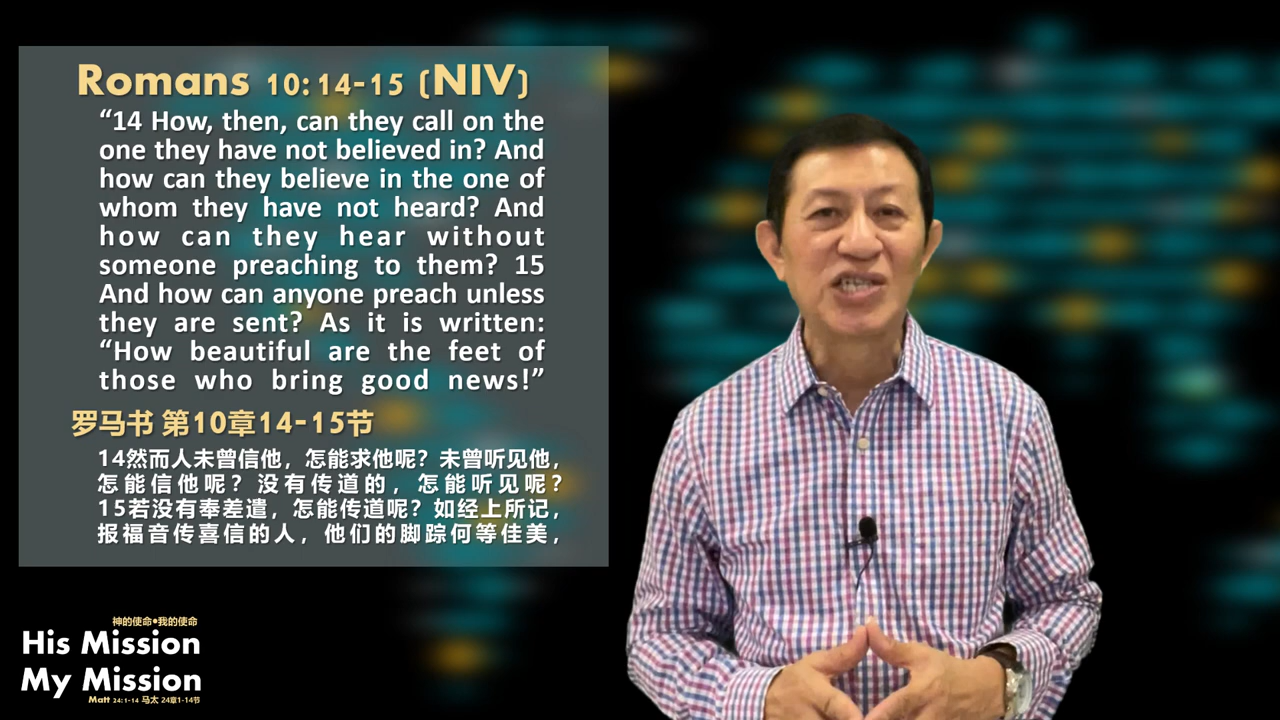 Romans 10:14-15 (NIV)
“14 How, then, can they call on the
one they have not believed in? And
how can they believe in the one of
whom they have not heard? And
how can they hear without
someone preaching to them? 15
And how can anyone preach unless
they are sent? As it is written:
“How beautiful are the feet of
those who bring good news!”
罗马书 第10章14-15节
14然而人未曾信他，怎能求他呢？未曾听见他，
怎能信他呢？没有传道的，怎能听见呢？
15若没有奉差遣，怎能传道呢？如经上所记，
报福音传喜信的人，他们的脚踪何等佳美，
神的使命•我的使命
His Mission
My Mission
Matt 24:1-14 马太 24章1-14节